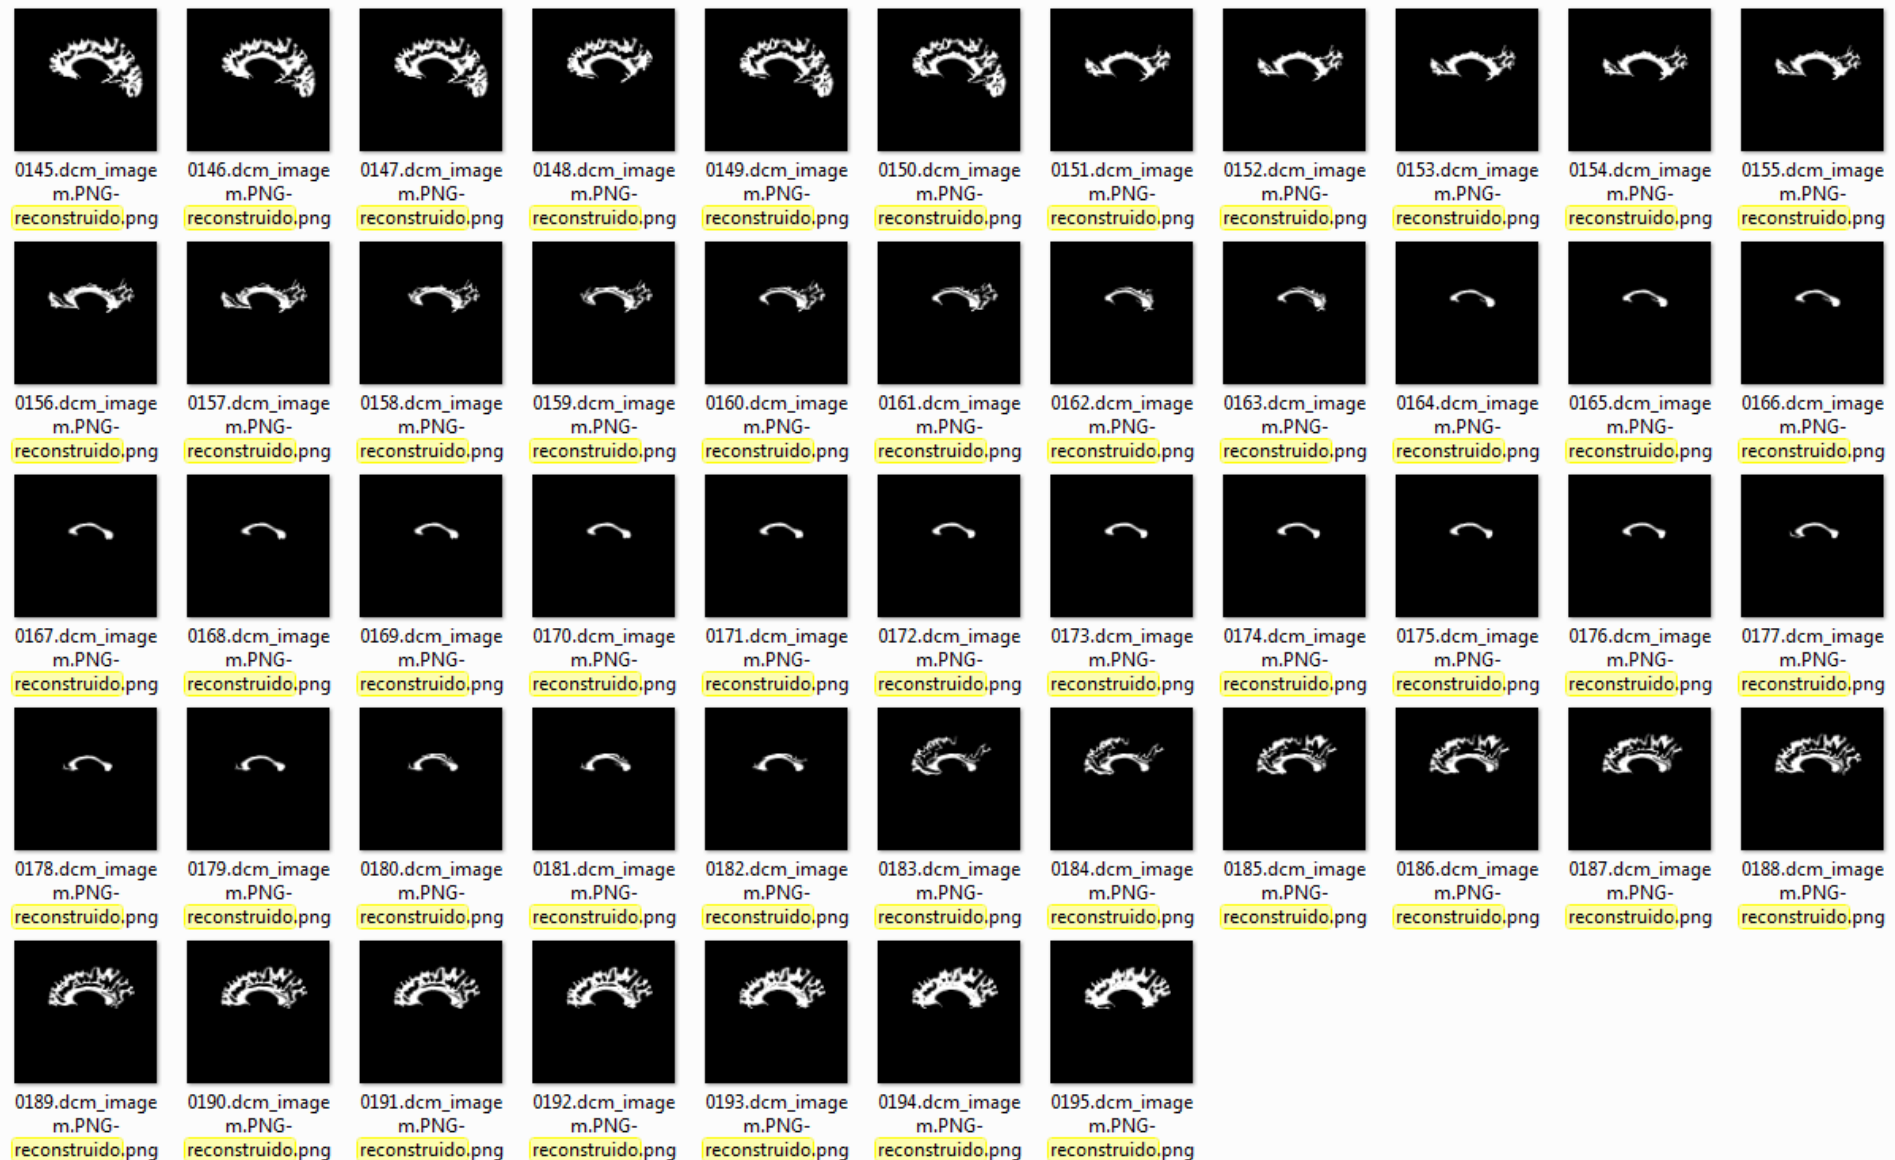 0145.dcm_image 0146.dcm_image 0147.dcm_image 0148.dcm_image 0149.dcm_image 0150.dcm_image 0151.dcm_image 0152.dcm_image 0153.dcm_image 0154.dcm_image 0155.dcm_image
m.PNG- m.PNG- m.PNG- m.PNG- m.PNG- m.PNG- m.PNG- m.PNG- m.PNG- m.PNG- m.PNG-
reconstruido.png reconstruido.png reconstruido.png reconstruido.png reconstruido.png reconstruido.png reconstruido.png reconstruido.png reconstruido.png reconstruido.png reconstruido.png
0156.dcm_image 0157.dcm_image 0158.dcm_image 0159.dcm_image 0160.dcm_image 0161.dcm_image 0162.dcm_image 0163.dcm_image 0164.dcm_image 0165.dcm_image 0166.dcm_image
m.PNG- m.PNG- m.PNG- m.PNG- m.PNG- m.PNG- m.PNG- m.PNG- m.PNG- m.PNG- m.PNG-
reconstruido.png reconstruido.png reconstruido.png reconstruido.png reconstruido.png reconstruido.png reconstruido.png reconstruido.png reconstruido.png reconstruido.png reconstruido.png
0167.dcm_image 0168.dcm_image 0169.dcm_image 0170.dcm_image 0171.dcm_image 0172.dcm_image 0173.dcm_image 0174.dcm_image 0175.dcm_image 0176.dcm_image 0177.dcm_image
m.PNG- m.PNG- m.PNG- m.PNG- m.PNG- m.PNG- m.PNG- m.PNG- m.PNG- m.PNG- m.PNG-
reconstruido.png reconstruido.png reconstruido.png reconstruido.png reconstruido.png reconstruido.png reconstruido.png reconstruido.png reconstruido.png reconstruido.png reconstruido.png
0178.dcm_image 0179.dcm_image 0180.dcm_image 0181.dcm_image 0182.dcm_image 0183.dcm_image 0184.dcm_image 0185.dcm_image 0186.dcm_image 0187.dcm_image 0188.dcm_image
m.PNG- m.PNG- m.PNG- m.PNG- m.PNG- m.PNG- m.PNG- m.PNG- m.PNG- m.PNG- m.PNG-
reconstruido.png reconstruido.png reconstruido.png reconstruido.png reconstruido.png reconstruido.png reconstruido.png reconstruido.png reconstruido.png reconstruido.png reconstruido.png
0189.dcm_image 0190.dcm_image 0191.dcm_image 0192.dcm_image 0193.dcm_image 0194.dcm_image 0195.dcm_image
m.PNG- m.PNG- m.PNG- m.PNG- m.PNG- m.PNG- m.PNG-
reconstruido.png reconstruido.png reconstruido.png reconstruido.png reconstruido.png reconstruido.png reconstruido.png